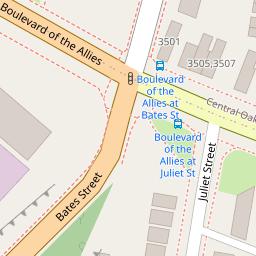 Boulevard of the Allies
3501
3505;3507
Boulevard
of the
Allies at
Bates St
Central Oak
Boulevard
of the
Allies at
Juliet St
Juliet Street
Bates Street